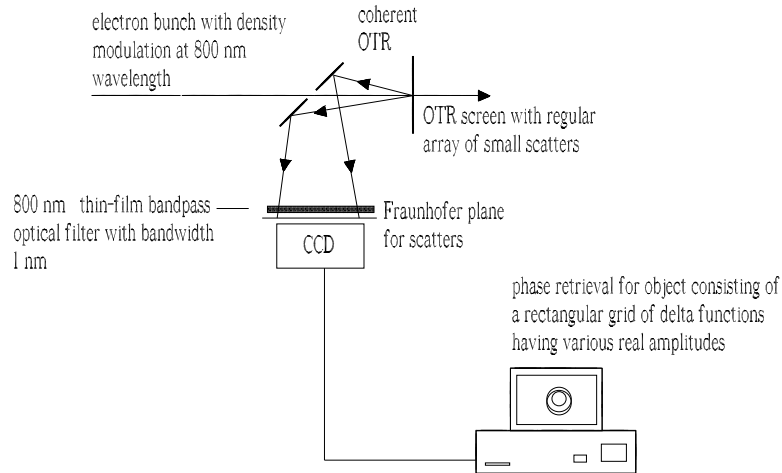 electron bunch with density
modulation at 800 nm
wavelength
coherent
OTR
OTR screen with regular
array of small scatters
800 nm thin-film bandpass
optical filter with bandwidth
1 nm
Fraunhofer plane
for scatters
CCD
phase retrieval for object consisting of
a rectangular grid of delta functions
having various real amplitudes